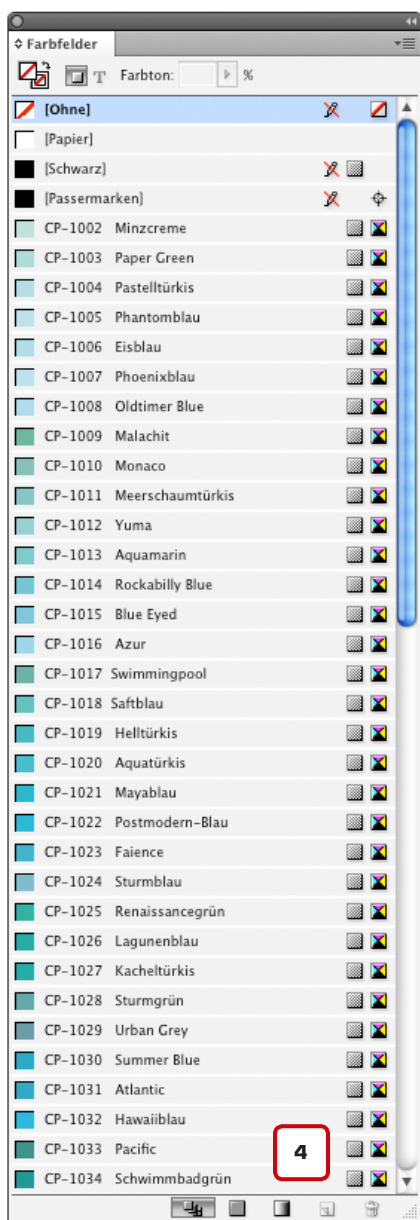 Farbfelder
T Farbton: %
[Ohne]
[Papier]
[Schwarz]
[Passermarken]
CP-1002 Minzcreme
CP-1003 Paper Green
CP-1004 Pastelltürkis
CP-1005 Phantomblau
CP-1006 Eisblau
CP-1007 Phoenixblau
CP-1008 Oldtimer Blue
CP-1009 Malachit
CP-1010 Monaco
CP-1011 Meerschaumtürkis
CP-1012 Yuma
CP-1013 Aquamarin
CP-1014 Rockabilly Blue
CP-1015 Blue Eyed
CP-1016 Azur
CP-1017 Swimmingpool
CP-1018 Saftblau
CP-1019 Helltürkis
CP-1020 Aquatürkis
CP-1021 Mayablau
CP-1022 Postmodern-Blau
CP-1023 Faience
CP-1024 Sturmblau
CP-1025 Renaissancegrün
CP-1026 Lagunenblau
CP-1027 Kacheltürkis
CP-1028 Sturmgrün
CP-1029 Urban Grey
CP-1030 Summer Blue
CP-1031 Atlantic
CP-1032 Hawaiiblau
CP-1033 Pacific
4
CP-1034 Schwimmbadgrün